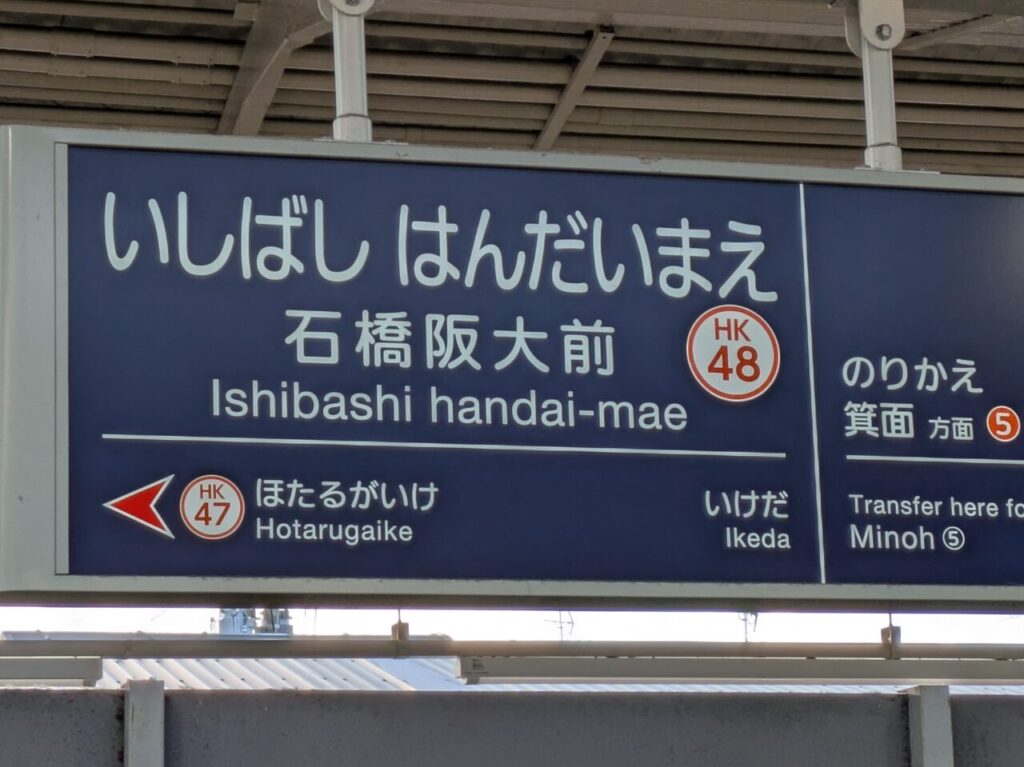 いしばし はんだいまえ
石橋阪大前
HK
48
Ishibashi handai-mae
HK
47
ほたるがいけ
Hotarugaike
いけだ
Ikeda
のりかえ
箕面 方面 5
Transfer here fo
Minoh ⑤